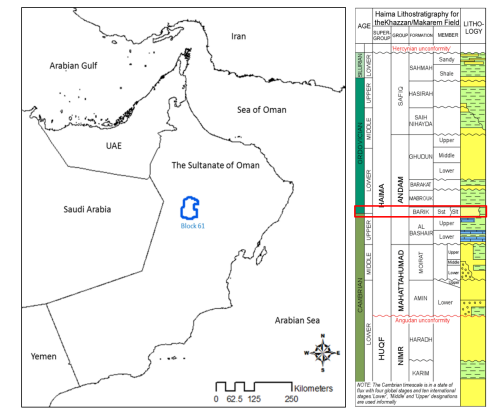 Iran
Arabian Gulf
Sea of Oman
UAE
The Sultanate of Oman
Saudi Arabia
Block 61
Arabian Sea
Yemen
N
W
E
S
Kilometers
0 62.5 125 250
Haima Lithostratigraphy for
theKhazzan/Makarem Field
AGE
SUPER-
GROUP
GROUP
FORMATION
MEMBER
LITHO-
LOGY
Hercynian unconformity
SILURIAN
LOWER
SAHMAH
Sandy
Shale
ORDOVICIAN
UPPER
MIDDLE
LOWER
HAIMA
SAFIQ
HASIRAH
SAIH
NIHAYDA
ANDAM
GHUDUN
Upper
Middle
Lower
BARAKAT
MABROUK
BARIK
Sst
Slt
CAMBRIAN
UPPER
AL
BASHAIR
Upper
Lower
MIDDLE
MAHATTAHUMAD
MIQRAT
Upper
Middle
Lower
AMIN
Upper
Lower
Angudan unconformity
LOWER
HUQF
NIMR
HARADH
KARIM
NOTE: The Cambrian timescale is in a state of
flux with four global stages and ten international
stages.'Lower', 'Middle' and 'Upper' designations
are used informally